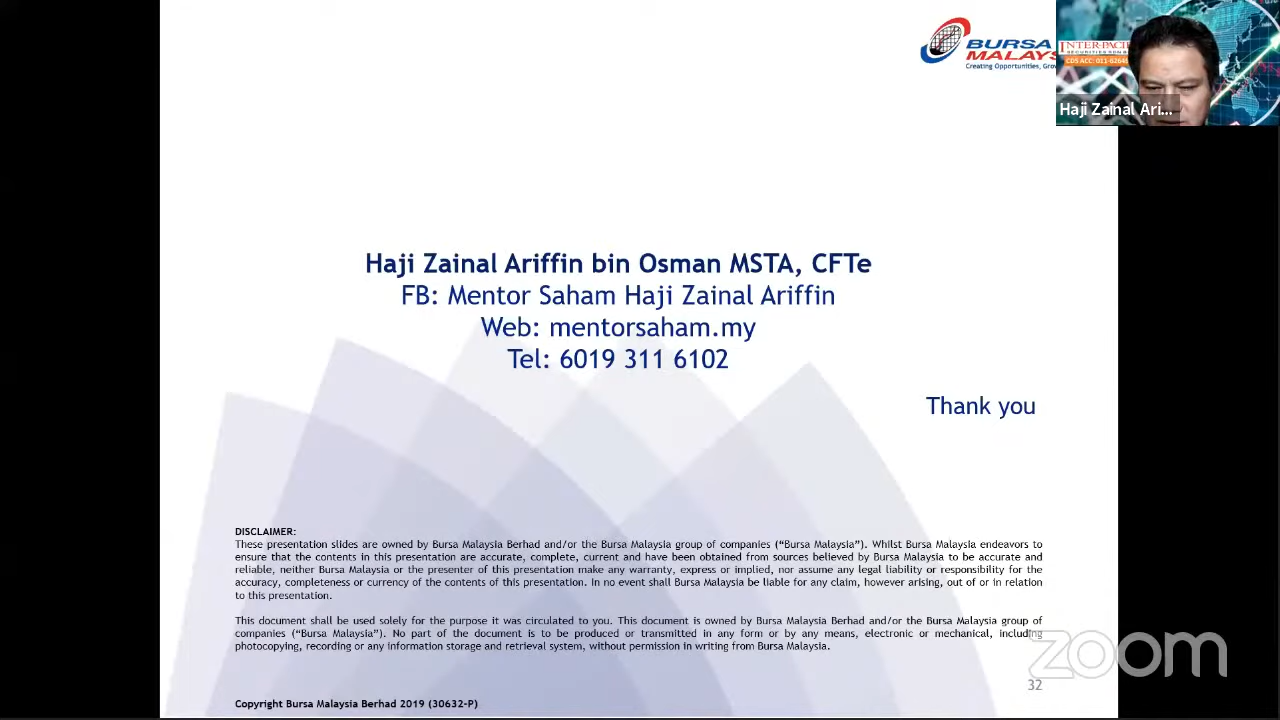 BURSA
MALAYS
Creating Opportunities, Grow
INTER-PACI
SECURITIES SDN B
CDS ACC: 011-62645
Haji Zainal Ari...
Haji Zainal Ariffin bin Osman MSTA, CFTe
FB: Mentor Saham Haji Zainal Ariffin
Web: mentorsaham.my
Tel: 6019 311 6102
Thank you
DISCLAIMER:
These presentation slides are owned by Bursa Malaysia Berhad and/or the Bursa Malaysia group of companies (“Bursa Malaysia”). Whilst Bursa Malaysia endeavors to
ensure that the contents in this presentation are accurate, complete, current and have been obtained from sources believed by Bursa Malaysia to be accurate and
reliable, neither Bursa Malaysia or the presenter of this presentation make any warranty, express or implied, nor assume any legal liability or responsibility for the
accuracy, completeness or currency of the contents of this presentation. In no event shall Bursa Malaysia be liable for any claim, however arising, out of or in relation
to this presentation.
This document shall be used solely for the purpose it was circulated to you. This document is owned by Bursa Malaysia Berhad and/or the Bursa Malaysia group of
companies (“Bursa Malaysia”). No part of the document is to be produced or transmitted in any form or by any means, electronic or mechanical, including
photocopying, recording or any information storage and retrieval system, without permission in writing from Bursa Malaysia.
zoom
32
Copyright Bursa Malaysia Berhad 2019 (30632-P)